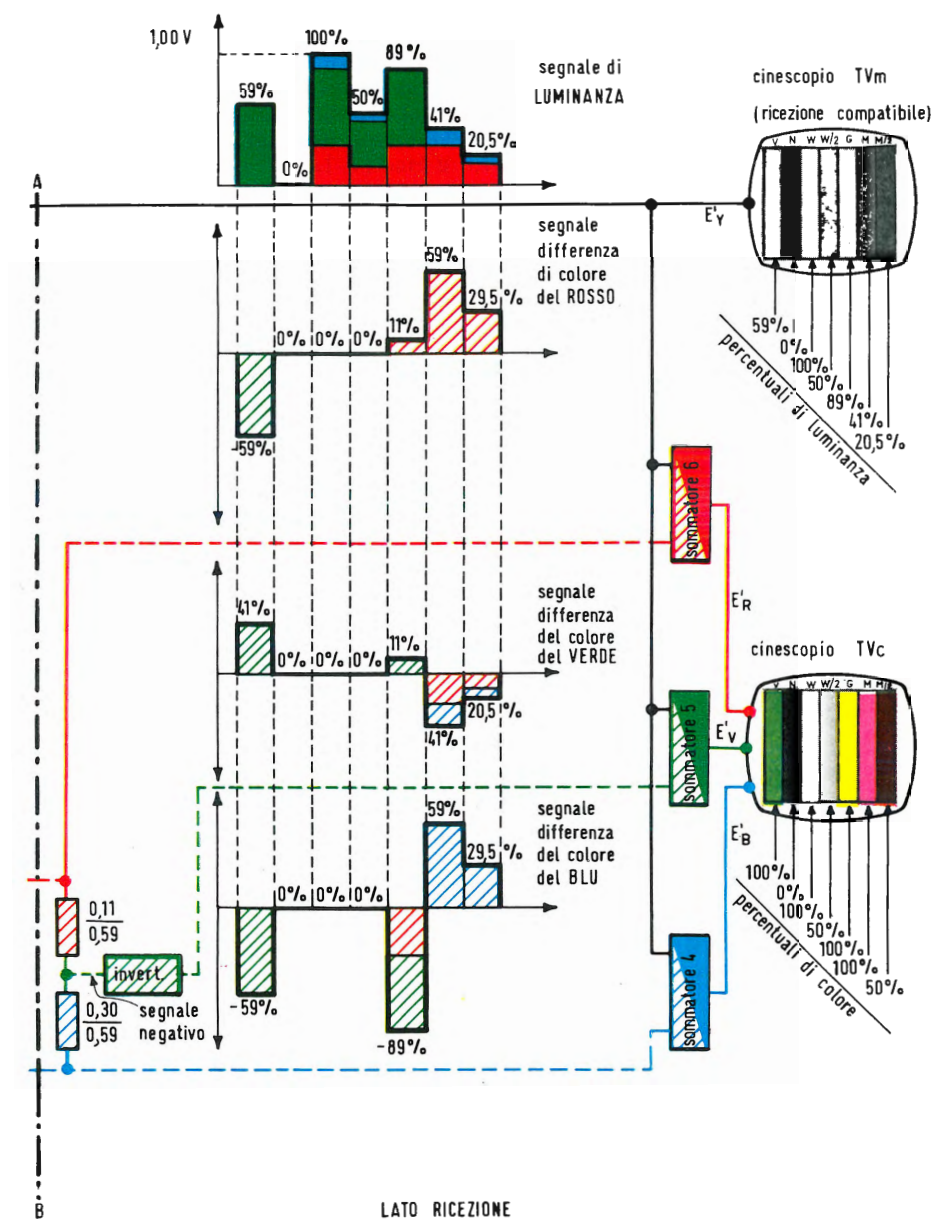 1,00 V
59%
0%
100%
50%
89%
41%
20,5%
segnale di
LUMINANZA
cinescopio TVm
(ricezione compatibile)
V N W W/2 G M M/2
A
E'Y
59%
0%
100%
50%
89%
41%
20,5%
percentuali di luminanza
segnale
differenza
di colore
del ROSSO
-59%
0% 0% 0%
11%
59%
29,5%
sommatore 6
E'R
segnale
differenza
del colore
del VERDE
41%
0% 0% 0%
11%
41%
20,5%
sommatore 5
E'V
cinescopio TVc
V N W W/2 G M M/2
100%
0%
100%
50%
100%
100%
50%
percentuali di colore
segnale
differenza
del colore
del BLU
-59%
0% 0% 0%
-89%
59%
29,5%
sommatore 4
E'B
0,11
0,59
invert.
segnale
negativo
0,30
0,59
B
LATO RICEZIONE